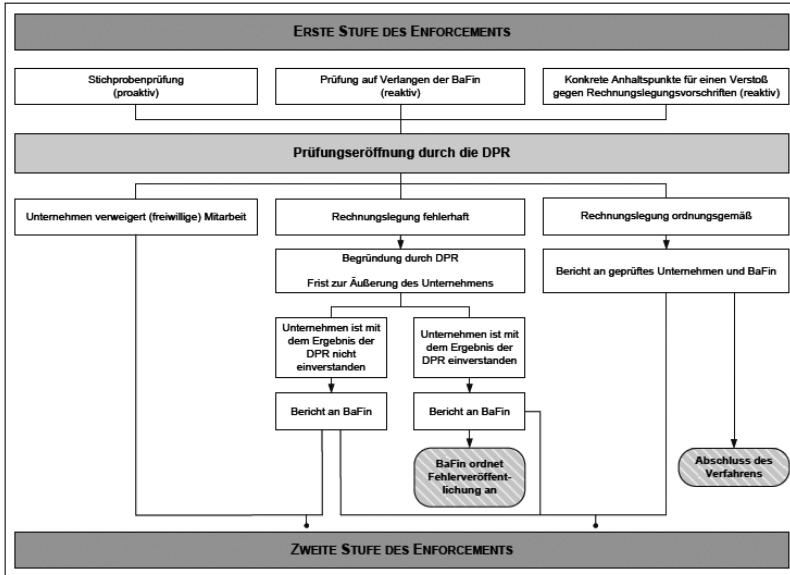 ERSTE STUFE DES ENFORCEMENTS
Stichprobenprüfung
(proaktiv)
Prüfung auf Verlangen der BaFin
(reaktiv)
Konkrete Anhaltspunkte für einen Verstoß
gegen Rechnungslegungsvorschriften (reaktiv)
Prüfungseröffnung durch die DPR
Unternehmen verweigert (freiwillige) Mitarbeit
Rechnungslegung fehlerhaft
Rechnungslegung ordnungsgemäß
Begründung durch DPR
Frist zur Äußerung des Unternehmens
Bericht an geprüftes Unternehmen und BaFin
Unternehmen ist mit
dem Ergebnis der
DPR nicht
einverstanden
Unternehmen ist mit
dem Ergebnis der
DPR einverstanden
Bericht an BaFin
Bericht an BaFin
BaFin ordnet
Fehlerveröffent-
lichung an
Abschluss des
Verfahrens
ZWEITE STUFE DES ENFORCEMENTS